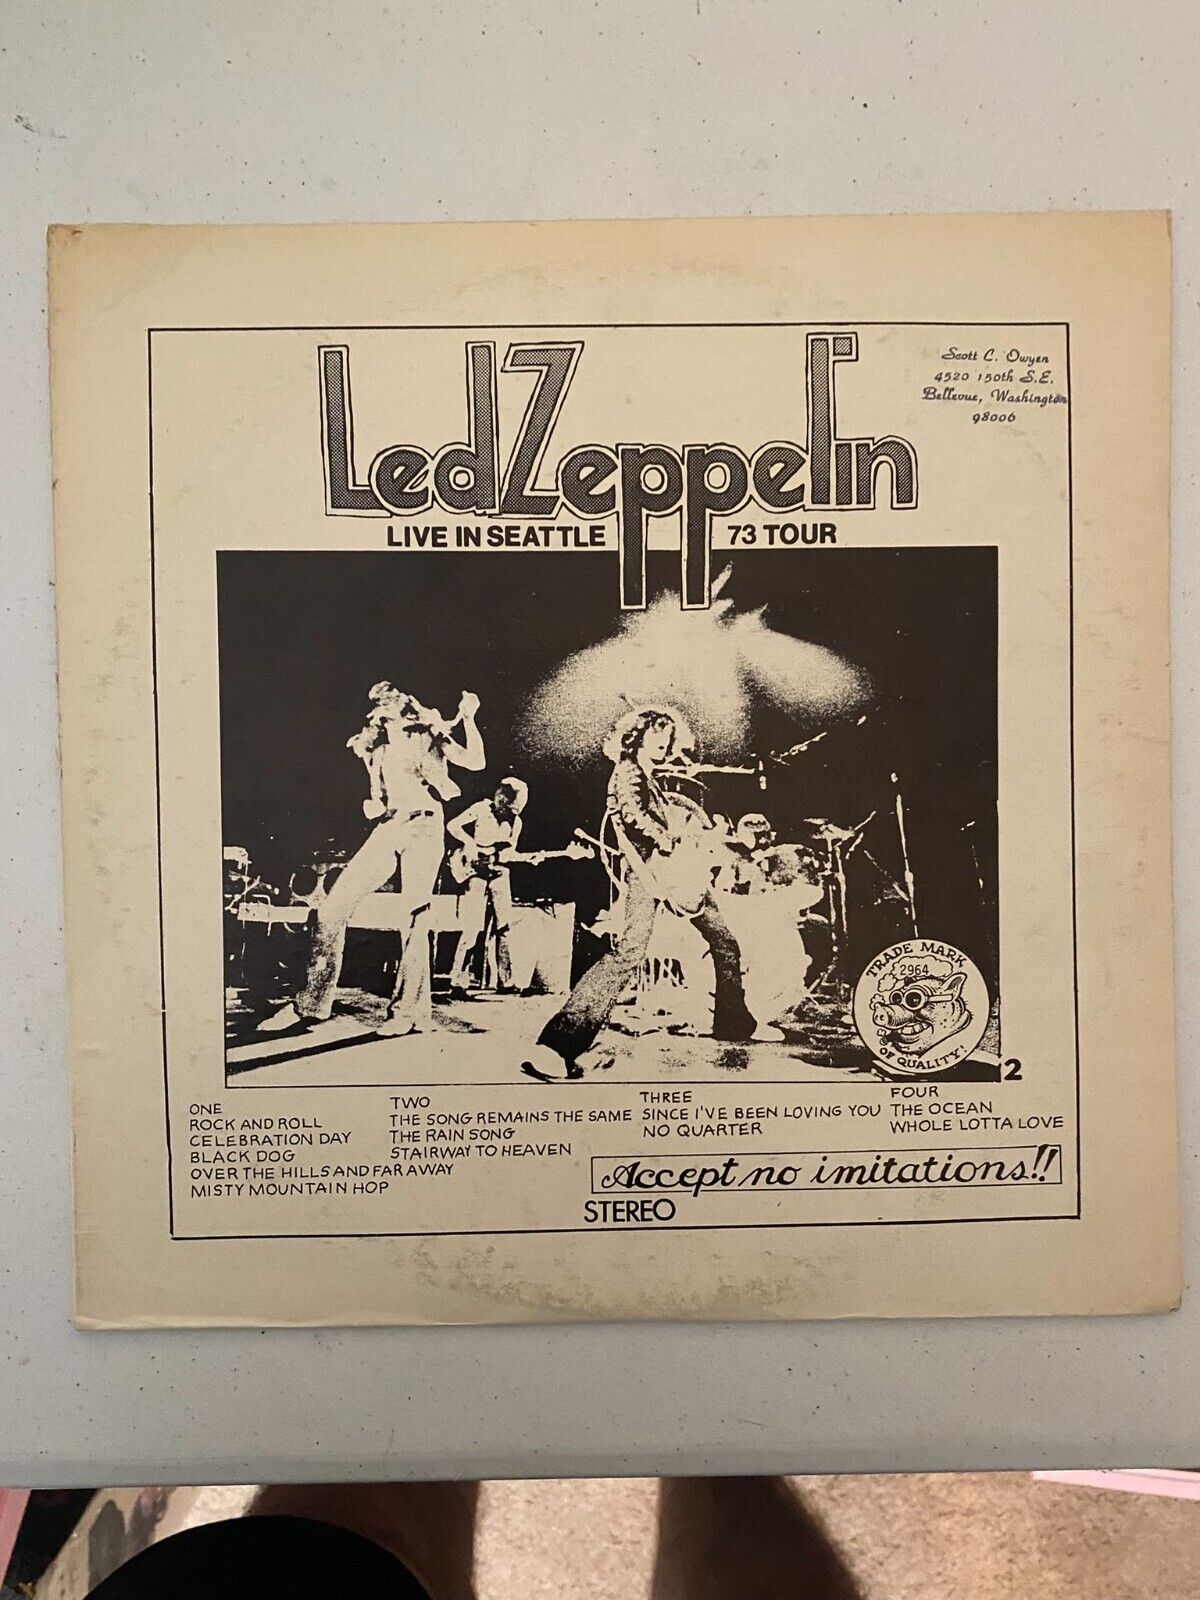 Led Zeppelin
LIVE IN SEATTLE 73 TOUR
Scott C. Owyen
4520 150th S.E.
Bellevue, Washington
98006
TRADE MARK
2964
OF QUALITY!
2
ONE
ROCK AND ROLL
CELEBRATION DAY
BLACK DOG
OVER THE HILLS AND FAR AWAY
MISTY MOUNTAIN HOP
TWO
THE SONG REMAINS THE SAME
THE RAIN SONG
STAIRWAY TO HEAVEN
THREE
SINCE I'VE BEEN LOVING YOU
NO QUARTER
FOUR
THE OCEAN
WHOLE LOTTA LOVE
Accept no imitations!!
STEREO